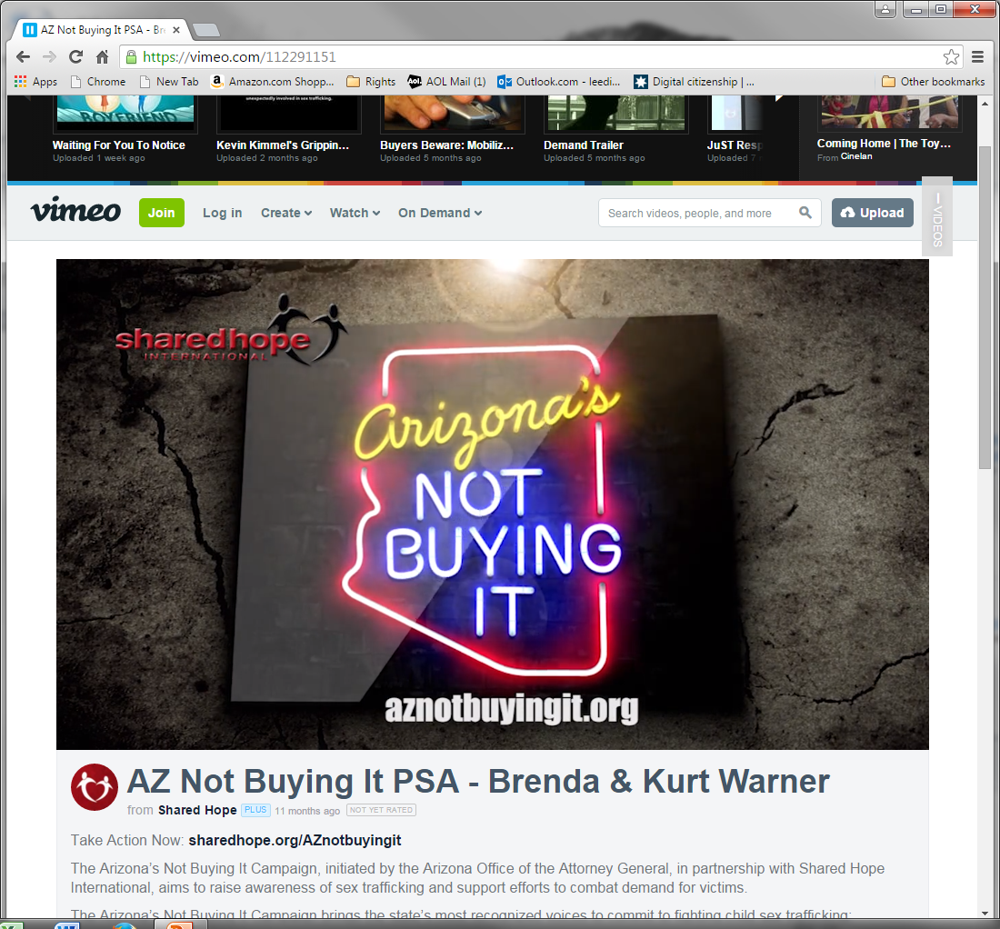 AZ Not Buying It PSA - Br
https://vimeo.com/112291151
Apps Chrome New Tab Amazon.com Shopp... Rights AOL Mail (1) Outlook.com - leedi... Digital citizenship | ... Other bookmarks
unexpectedly involved in sex trafficking.
BOYFRIEND
Waiting For You To Notice
Uploaded 1 week ago
Kevin Kimmel's Grippin...
Uploaded 2 months ago
Buyers Beware: Mobiliz...
Uploaded 5 months ago
Demand Trailer
Uploaded 5 months ago
JuST Resp
Uploaded 7
Coming Home | The Toy...
From Cinelan
vimeo Join Log in Create Watch On Demand Search videos, people, and more Upload
VIDEOS
sharedhope
INTERNATIONAL
Arizona's
NOT
BUYING
IT
aznotbuyingit.org
AZ Not Buying It PSA - Brenda & Kurt Warner
from Shared Hope PLUS 11 months ago NOT YET RATED
Take Action Now: sharedhope.org/AZnotbuyingit
The Arizona's Not Buying It Campaign, initiated by the Arizona Office of the Attorney General, in partnership with Shared Hope
International, aims to raise awareness of sex trafficking and support efforts to combat demand for victims.
The Arizona's Not Buying It Campaign brings the state's most recognized voices to commit to fighting child sex trafficking: